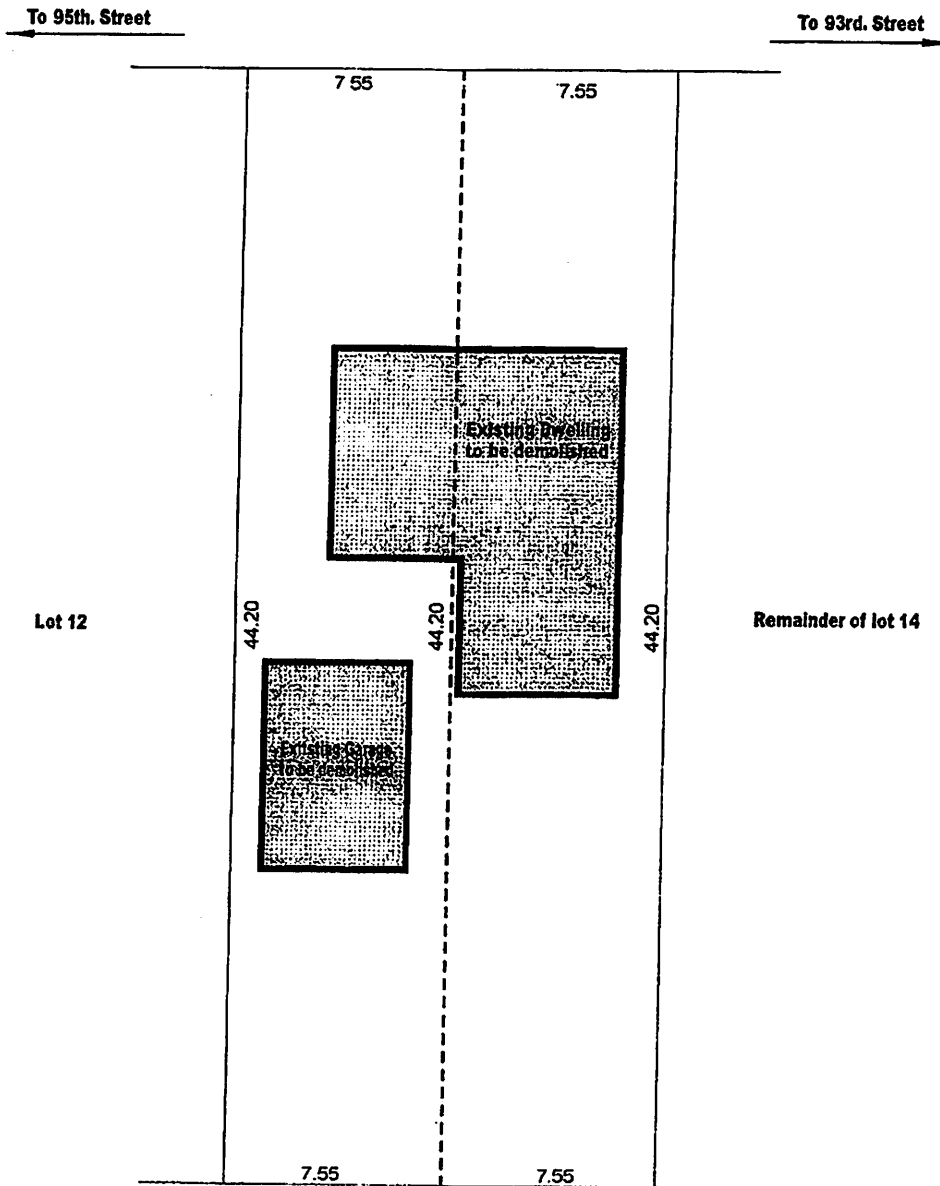 To 95th. Street
To 93rd. Street
7 55
7.55
Existing Dwelling
to be demolished
Lot 12
44.20
44.20
44.20
Remainder of lot 14
Exitsting Garage
to be demolished
7.55
7.55